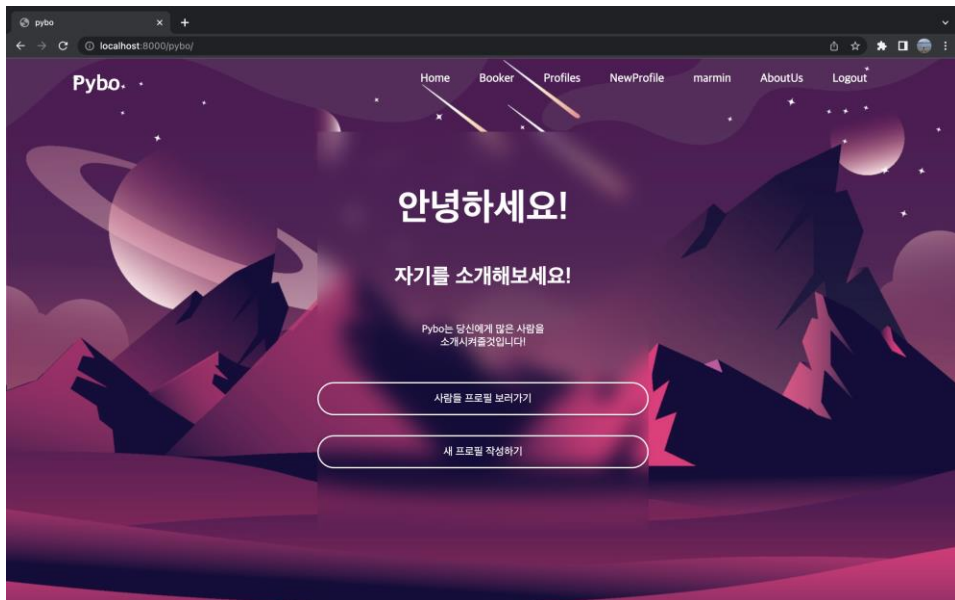 pybo
localhost:8000/pybo/
Pybo.
Home Booker Profiles NewProfile marmin AboutUs Logout
안녕하세요!
자기를 소개해보세요!
Pybo는 당신에게 많은 사람을
소개시켜줄것입니다!
사람들 프로필 보러가기
새 프로필 작성하기